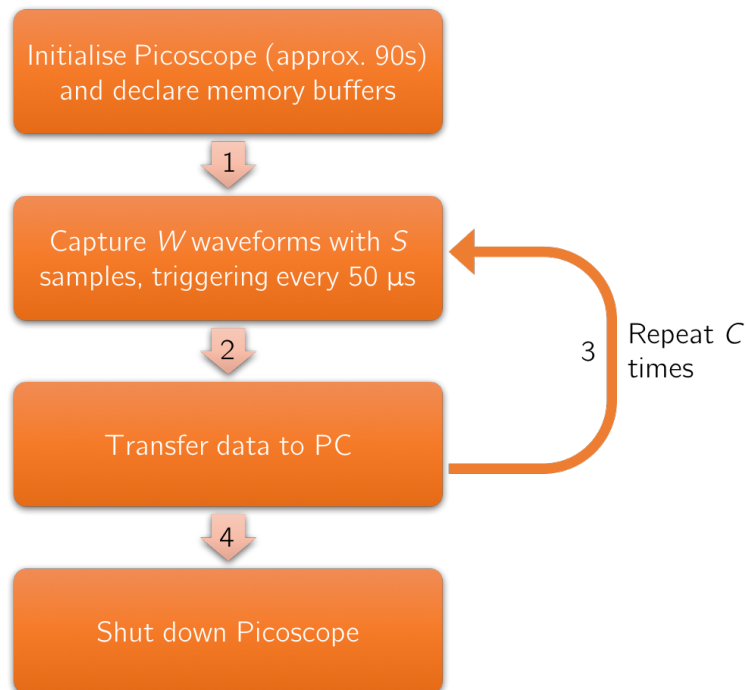 Initialise Picoscope (approx. 90s)
and declare memory buffers
1
Capture W waveforms with S
samples, triggering every 50 µs
2
3
Repeat C
times
Transfer data to PC
4
Shut down Picoscope